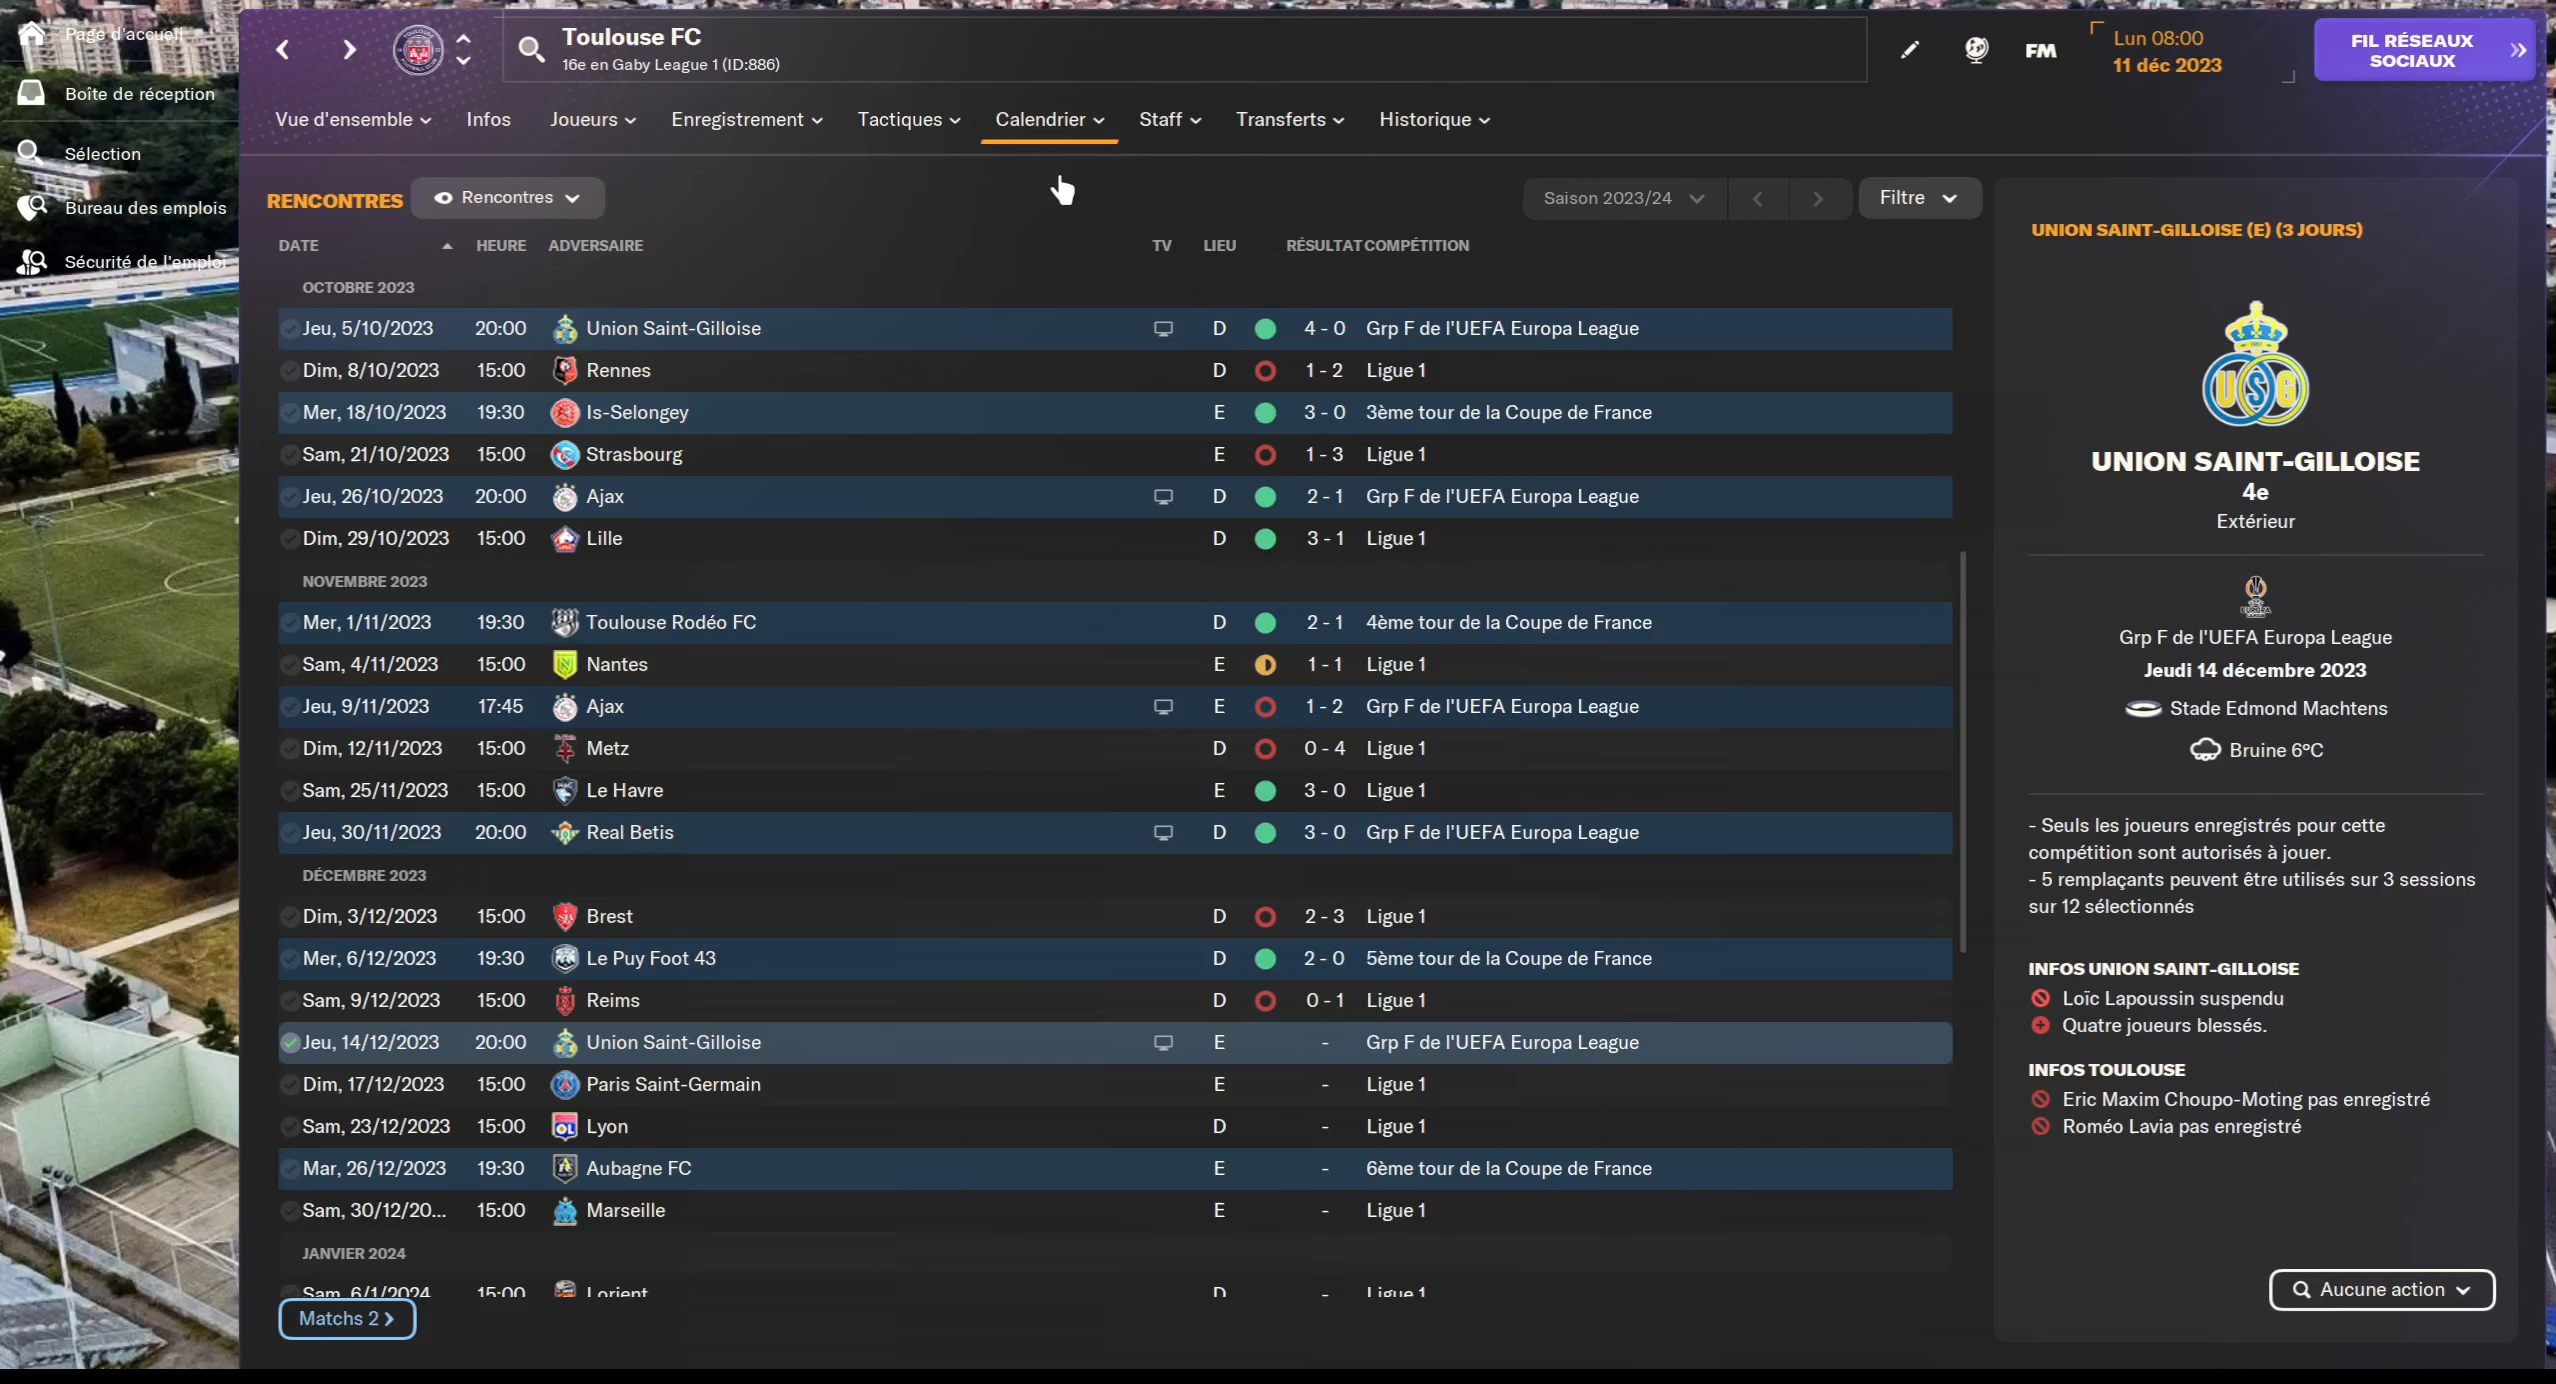 Page d'accueil
Boîte de réception
Sélection
Bureau des emplois
Sécurité de l'emploi
Toulouse FC
16e en Gaby League 1 (ID:886)
FM
Lun 08:00
11 déc 2023
FIL RÉSEAUX SOCIAUX
Vue d'ensemble Infos Joueurs Enregistrement Tactiques Calendrier Staff Transferts Historique
RENCONTRES Rencontres Saison 2023/24 Filtre
DATE HEURE ADVERSAIRE TV LIEU RÉSULTAT COMPÉTITION
OCTOBRE 2023
Jeu, 5/10/2023 20:00 Union Saint-Gilloise D 4 - 0 Grp F de l'UEFA Europa League
Dim, 8/10/2023 15:00 Rennes D 1 - 2 Ligue 1
Mer, 18/10/2023 19:30 Is-Selongey E 3 - 0 3ème tour de la Coupe de France
Sam, 21/10/2023 15:00 Strasbourg E 1 - 3 Ligue 1
Jeu, 26/10/2023 20:00 Ajax D 2 - 1 Grp F de l'UEFA Europa League
Dim, 29/10/2023 15:00 Lille D 3 - 1 Ligue 1
NOVEMBRE 2023
Mer, 1/11/2023 19:30 Toulouse Rodéo FC D 2 - 1 4ème tour de la Coupe de France
Sam, 4/11/2023 15:00 Nantes E 1 - 1 Ligue 1
Jeu, 9/11/2023 17:45 Ajax E 1 - 2 Grp F de l'UEFA Europa League
Dim, 12/11/2023 15:00 Metz D 0 - 4 Ligue 1
Sam, 25/11/2023 15:00 Le Havre E 3 - 0 Ligue 1
Jeu, 30/11/2023 20:00 Real Betis D 3 - 0 Grp F de l'UEFA Europa League
DÉCEMBRE 2023
Dim, 3/12/2023 15:00 Brest D 2 - 3 Ligue 1
Mer, 6/12/2023 19:30 Le Puy Foot 43 D 2 - 0 5ème tour de la Coupe de France
Sam, 9/12/2023 15:00 Reims D 0 - 1 Ligue 1
Jeu, 14/12/2023 20:00 Union Saint-Gilloise E - Grp F de l'UEFA Europa League
Dim, 17/12/2023 15:00 Paris Saint-Germain E - Ligue 1
Sam, 23/12/2023 15:00 Lyon D - Ligue 1
Mar, 26/12/2023 19:30 Aubagne FC E - 6ème tour de la Coupe de France
Sam, 30/12/20... 15:00 Marseille E - Ligue 1
JANVIER 2024
Sam, 6/1/2024 15:00 Lorient D - Ligue 1
Matchs 2
UNION SAINT-GILLOISE (E) (3 JOURS)
USG
UNION SAINT-GILLOISE
4e
Extérieur
Grp F de l'UEFA Europa League
Jeudi 14 décembre 2023
Stade Edmond Machtens
Bruine 6°C
- Seuls les joueurs enregistrés pour cette
compétition sont autorisés à jouer.
- 5 remplaçants peuvent être utilisés sur 3 sessions
sur 12 sélectionnés
INFOS UNION SAINT-GILLOISE
Loïc Lapoussin suspendu
Quatre joueurs blessés.
INFOS TOULOUSE
Eric Maxim Choupo-Moting pas enregistré
Roméo Lavia pas enregistré
Aucune action